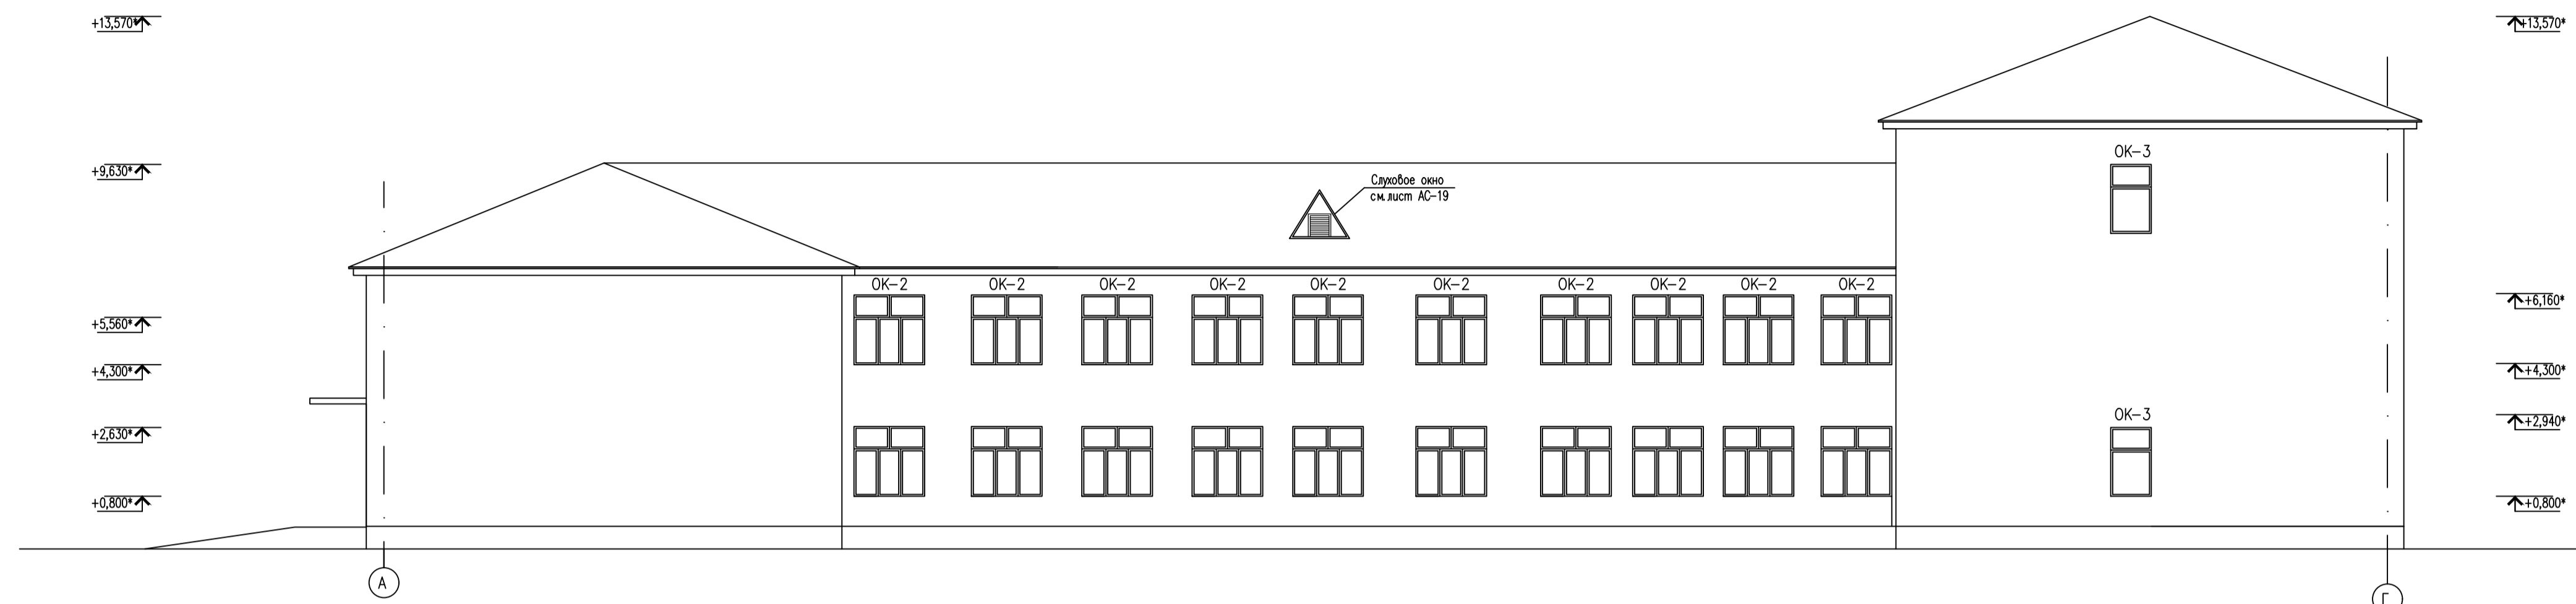 +13,570*
+13,570*
ОК-3
+9,630*
Слуховое окно
см.лист АС-19
ОК-2 ОК-2 ОК-2 ОК-2 ОК-2 ОК-2 ОК-2 ОК-2 ОК-2 ОК-2
+6,160*
+5,560*
+4,300*
+4,300*
ОК-3
+2,630*
+2,940*
+0,800*
+0,800*
А
Г